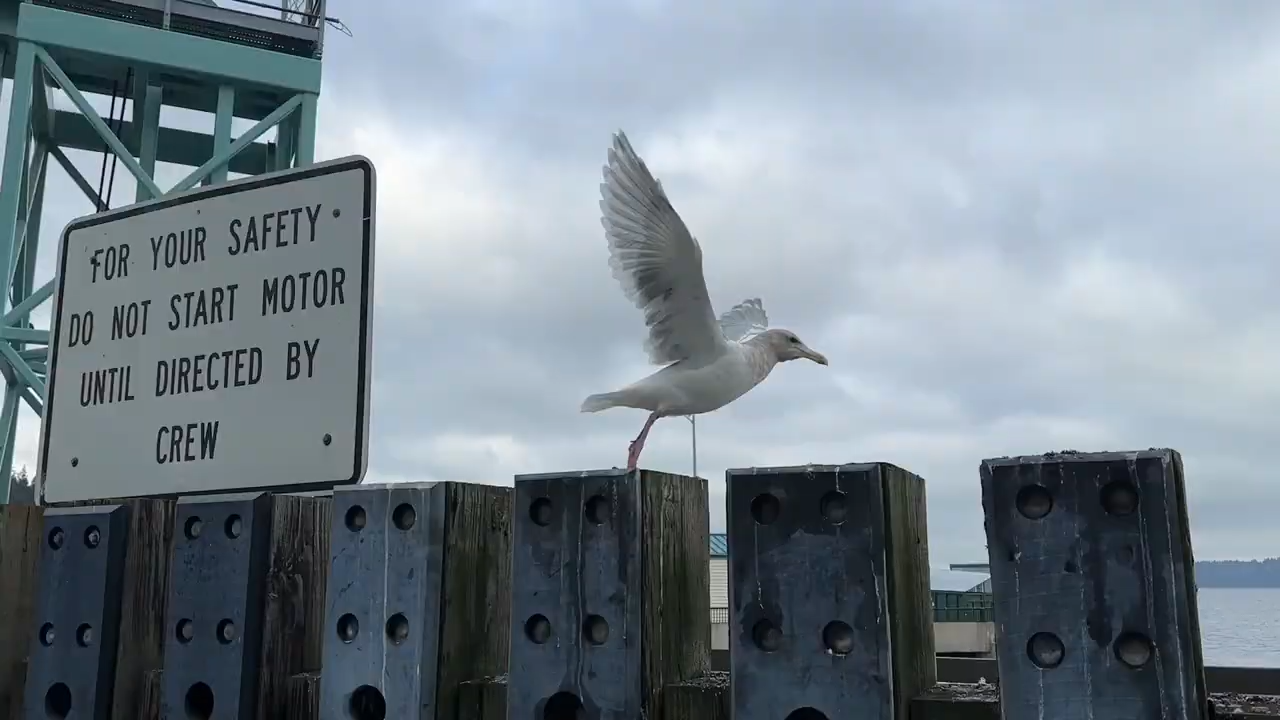 FOR YOUR SAFETY
DO NOT START MOTOR
UNTIL DIRECTED BY
CREW